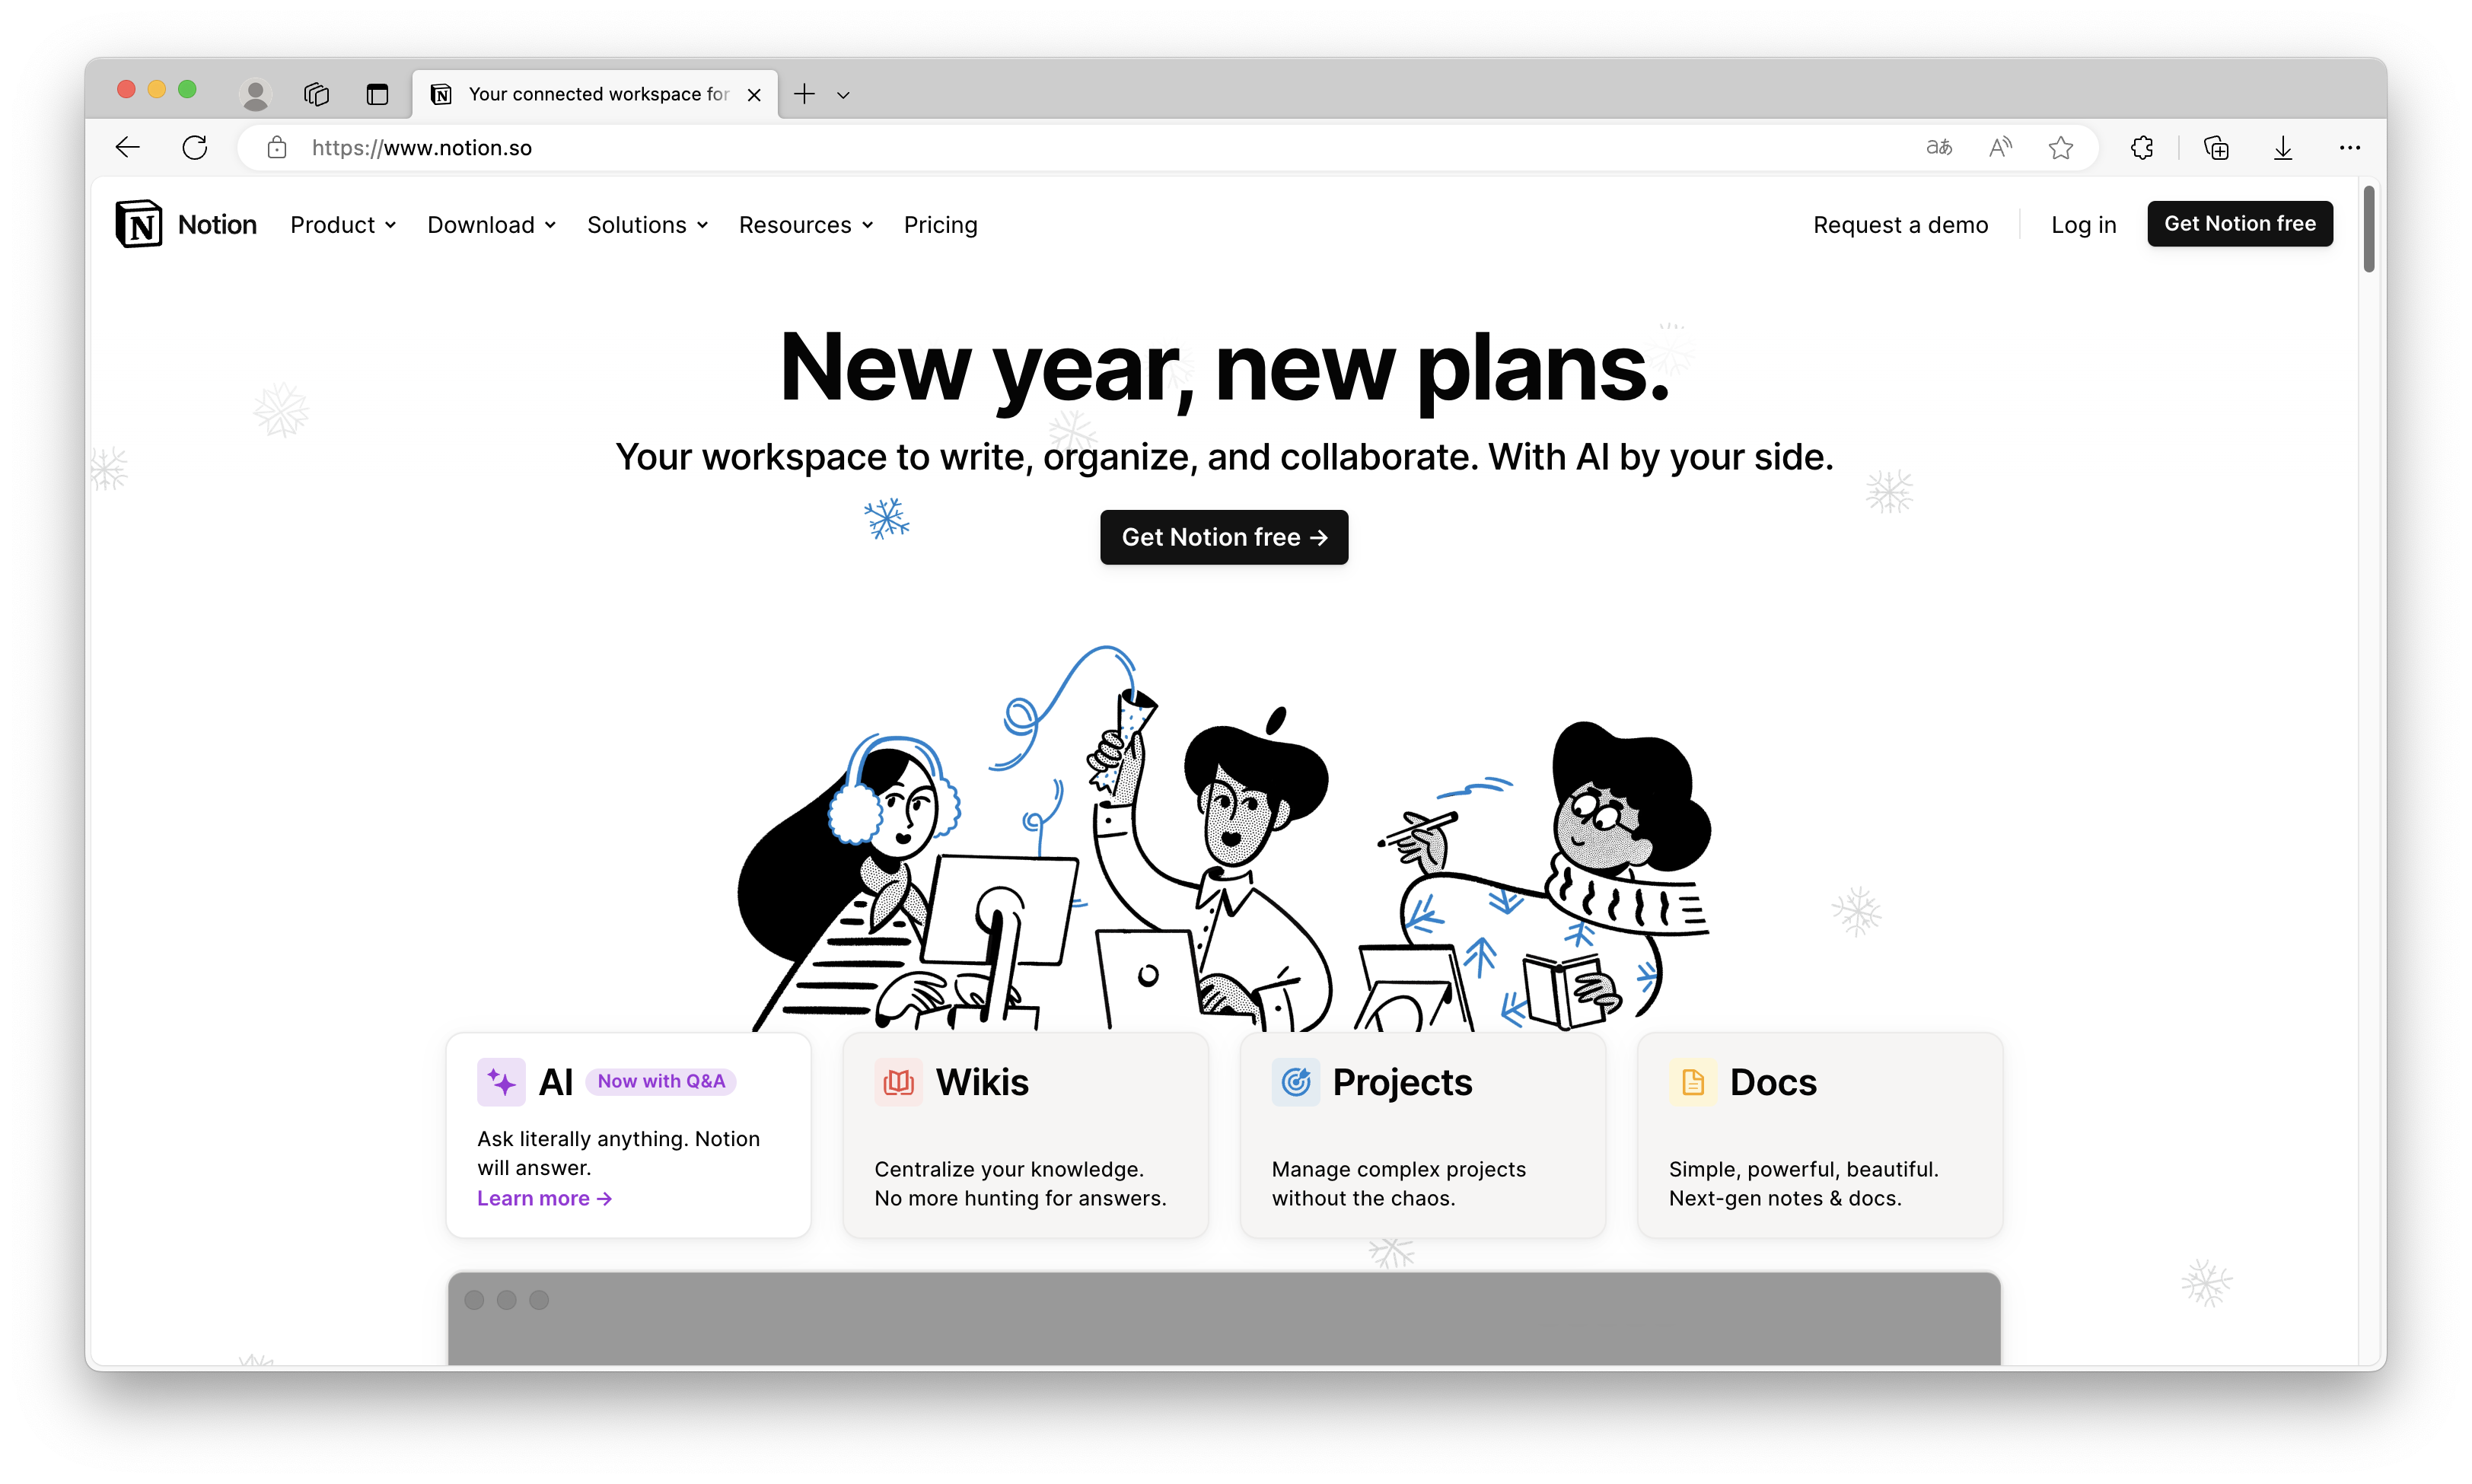 Your connected workspace for
https://www.notion.so
aあ
Notion
Product
Download
Solutions
Resources
Pricing
Request a demo
Log in
Get Notion free
New year, new plans.
Your workspace to write, organize, and collaborate. With AI by your side.
Get Notion free →
AI
Now with Q&A
Ask literally anything. Notion
will answer.
Learn more →
Wikis
Centralize your knowledge.
No more hunting for answers.
Projects
Manage complex projects
without the chaos.
Docs
Simple, powerful, beautiful.
Next-gen notes & docs.